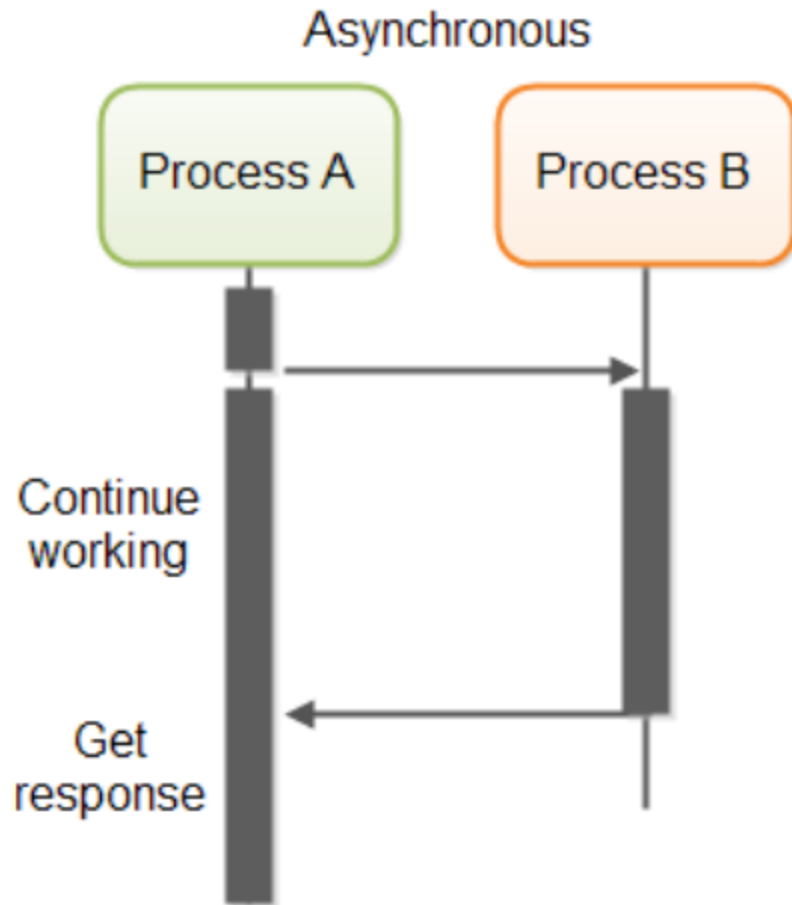 Asynchronous
Process A
Process B
Continue
working
Get
response